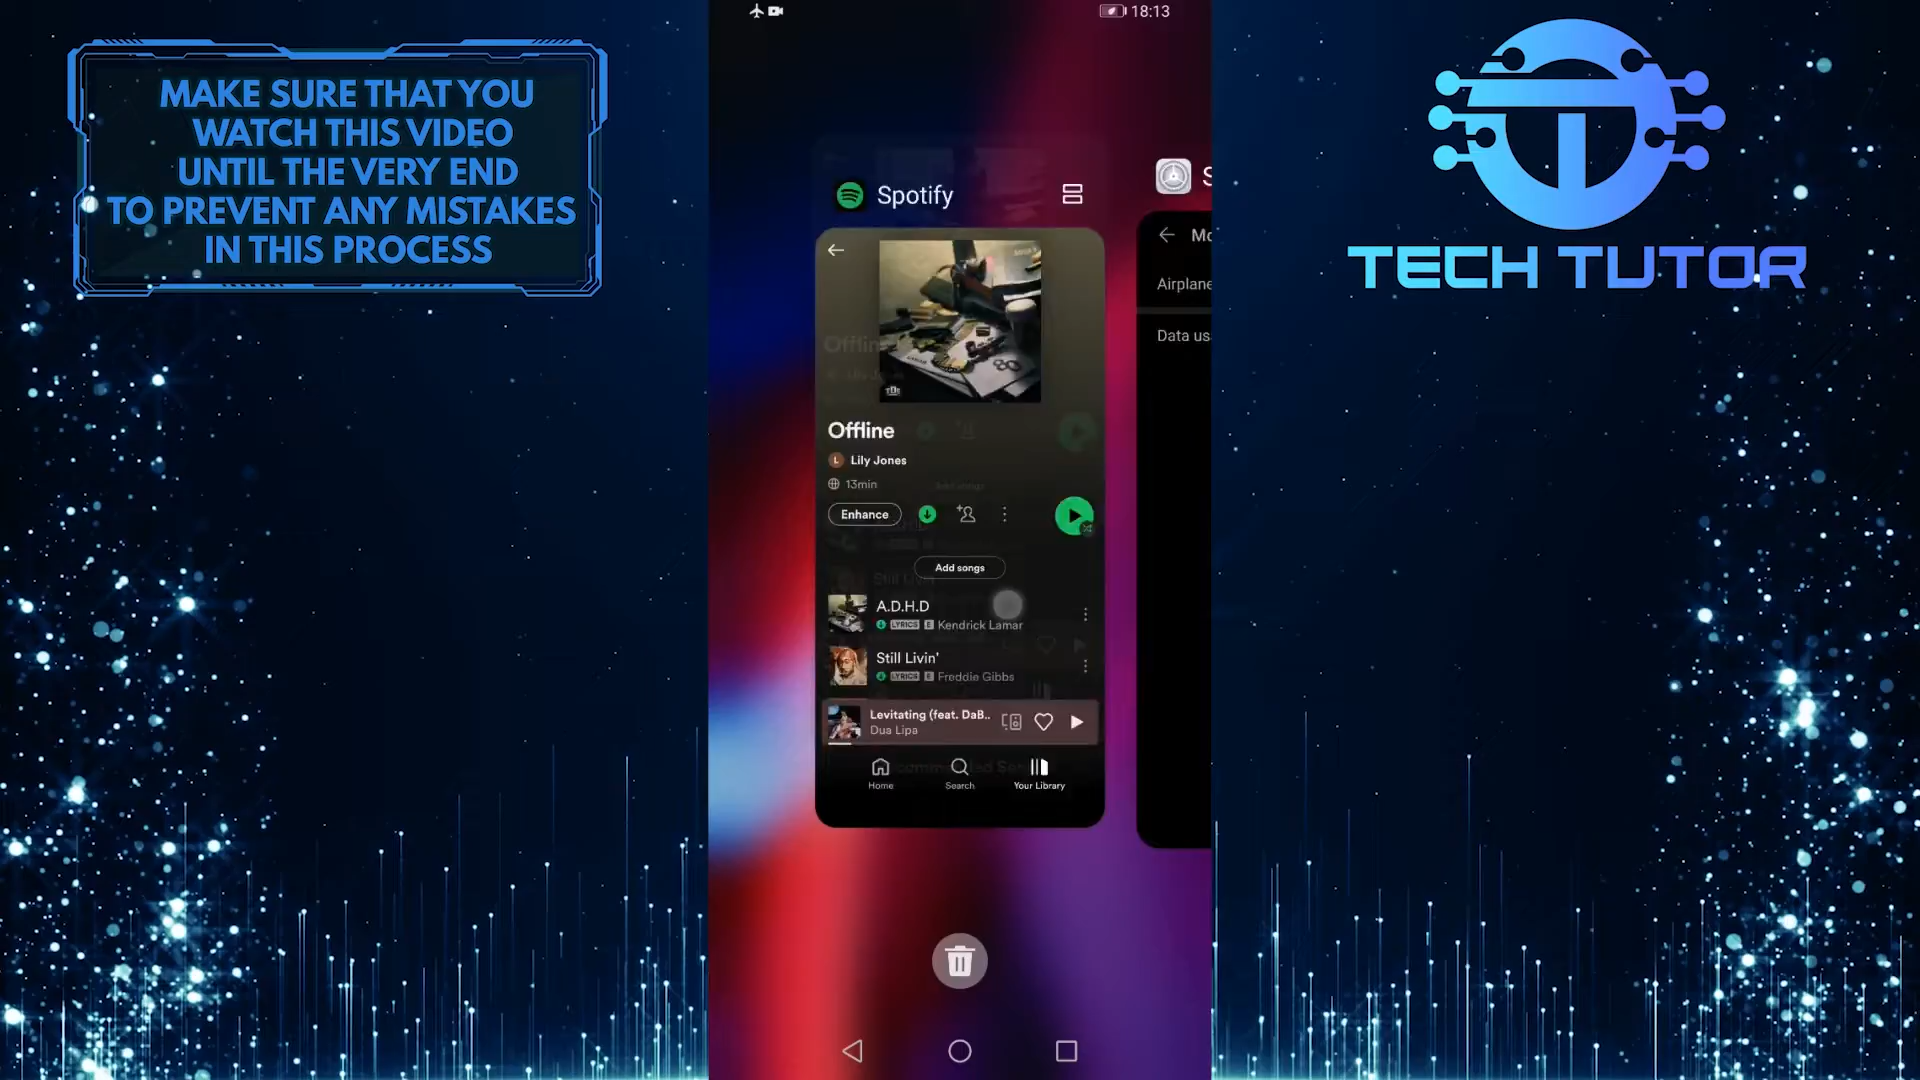 MAKE SURE THAT YOU
WATCH THIS VIDEO
UNTIL THE VERY END
TO PREVENT ANY MISTAKES
IN THIS PROCESS
18:13
TECH TUTOR
Spotify
Offline
L
Lily Jones
13min
Enhance
Add songs
A.D.H.D
LYRICS E Kendrick Lamar
Still Livin'
LYRICS E Freddie Gibbs
Levitating (feat. DaB..
Dua Lipa
Home
Search
Your Library
S
Mo
Airplane
Data us